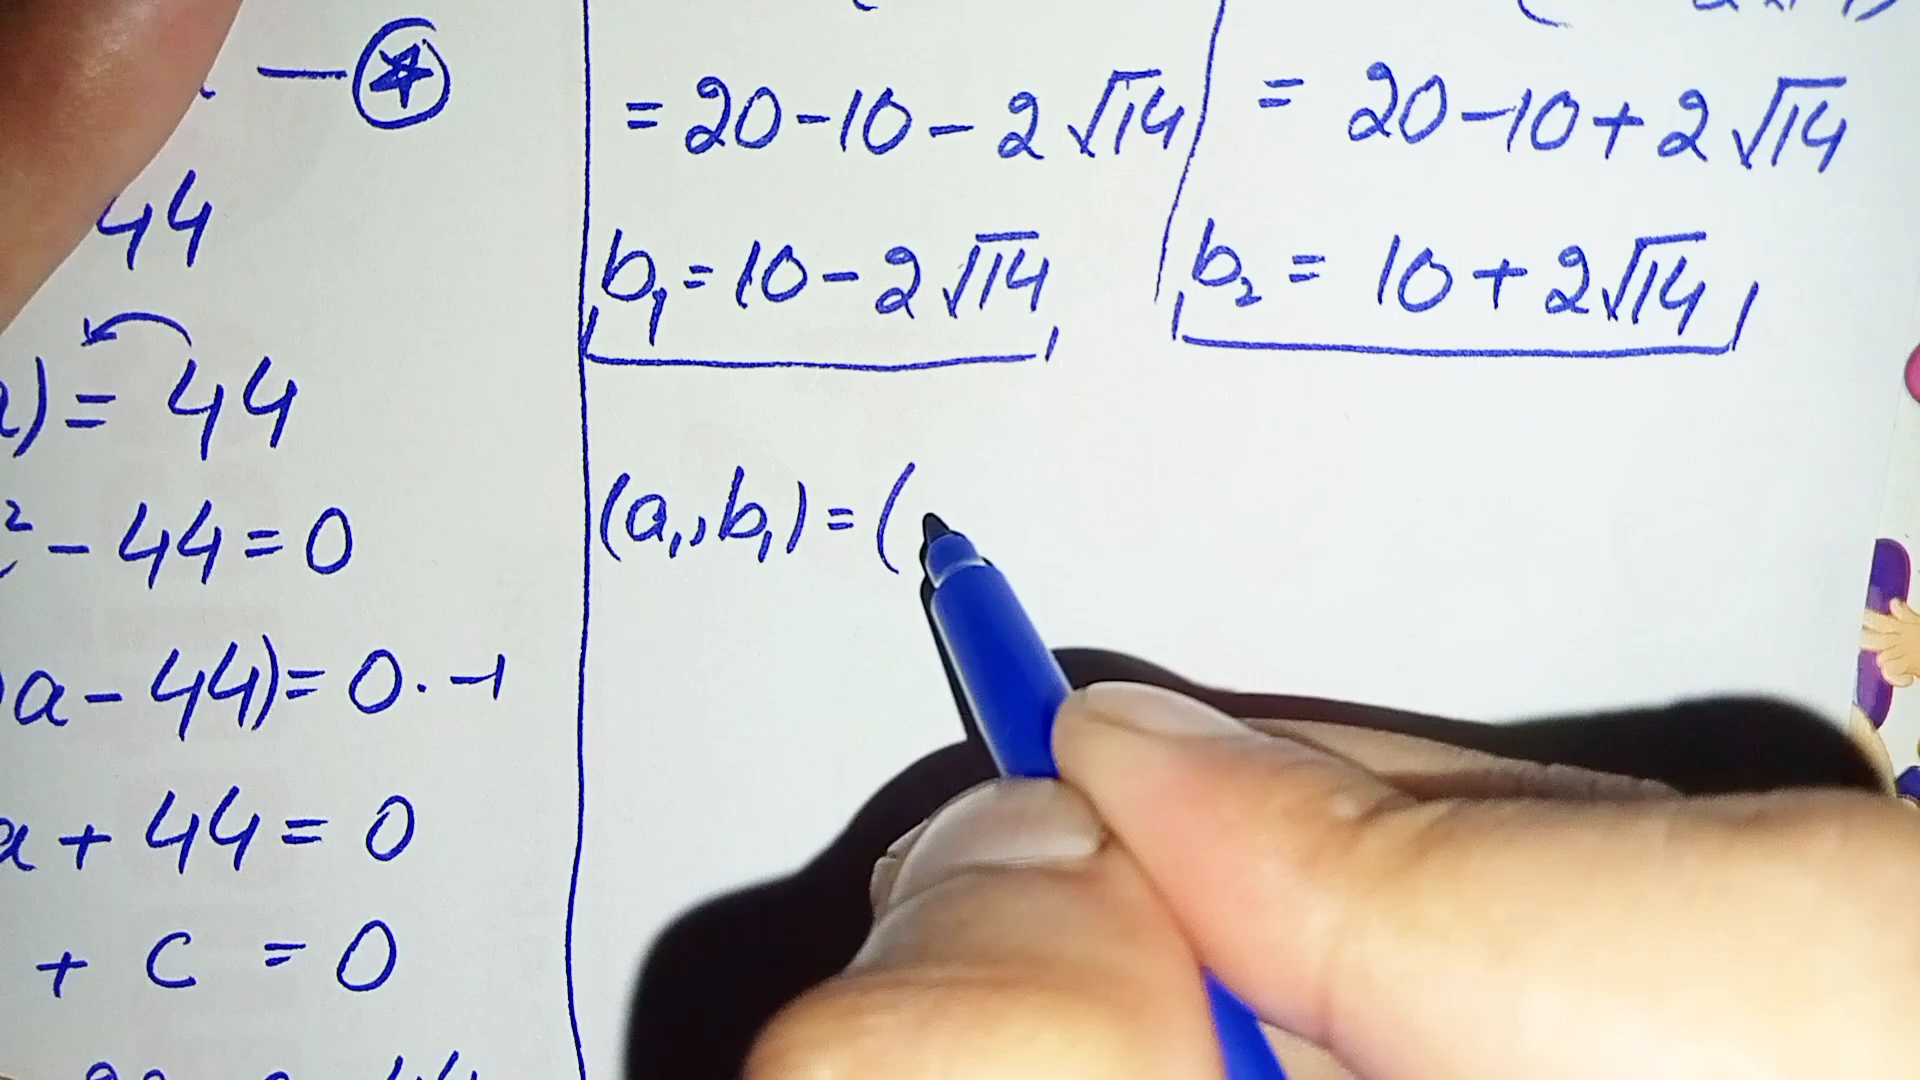 44
) = 44
² - 44 = 0
a - 44) = 0 · -1
a + 44 = 0
+ c = 0
= 20 - 10 - 2√14
b₁ = 10 - 2√14
(a₁, b₁) = (
= 20 - 10 + 2√14
b₂ = 10 + 2√14